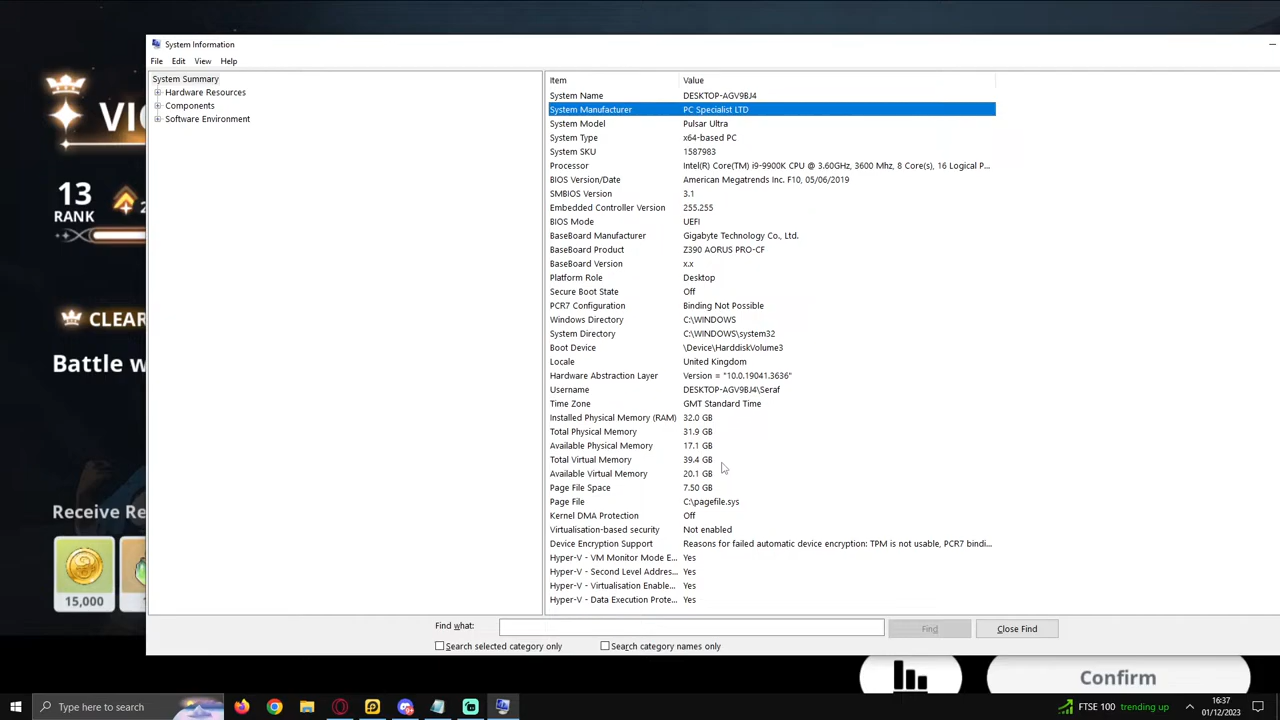 System Information
File Edit View Help
System Summary
Hardware Resources
Components
Software Environment
Item Value
System Name DESKTOP-AGV9BJ4
System Manufacturer PC Specialist LTD
System Model Pulsar Ultra
System Type x64-based PC
System SKU 1587983
Processor Intel(R) Core(TM) i9-9900K CPU @ 3.60GHz, 3600 Mhz, 8 Core(s), 16 Logical P...
BIOS Version/Date American Megatrends Inc. F10, 05/06/2019
SMBIOS Version 3.1
Embedded Controller Version 255.255
BIOS Mode UEFI
BaseBoard Manufacturer Gigabyte Technology Co., Ltd.
BaseBoard Product Z390 AORUS PRO-CF
BaseBoard Version x.x
Platform Role Desktop
Secure Boot State Off
PCR7 Configuration Binding Not Possible
Windows Directory C:\WINDOWS
System Directory C:\WINDOWS\system32
Boot Device \Device\HarddiskVolume3
Locale United Kingdom
Hardware Abstraction Layer Version = "10.0.19041.3636"
Username DESKTOP-AGV9BJ4\Seraf
Time Zone GMT Standard Time
Installed Physical Memory (RAM) 32.0 GB
Total Physical Memory 31.9 GB
Available Physical Memory 17.1 GB
Total Virtual Memory 39.4 GB
Available Virtual Memory 20.1 GB
Page File Space 7.50 GB
Page File C:\pagefile.sys
Kernel DMA Protection Off
Virtualisation-based security Not enabled
Device Encryption Support Reasons for failed automatic device encryption: TPM is not usable, PCR7 bindi...
Hyper-V - VM Monitor Mode E... Yes
Hyper-V - Second Level Addres... Yes
Hyper-V - Virtualisation Enable... Yes
Hyper-V - Data Execution Prote... Yes
Find what:
Find
Close Find
Search selected category only
Search category names only
VI
13
RANK
2
CLEAR
Battle w
Receive Re
15,000
1
Confirm
Type here to search
FTSE 100 trending up
16:37
01/12/2023